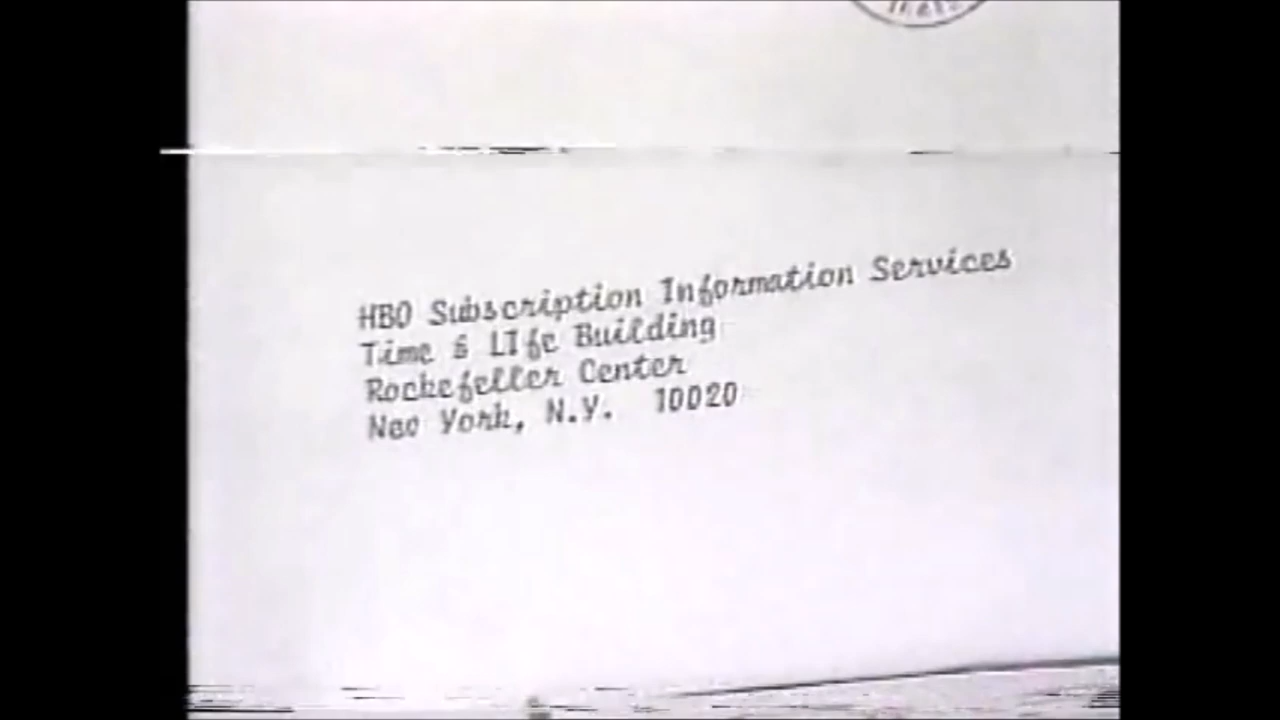 HBO Subscription Information Services
Time & LIfe Building
Rockefeller Center
New York, N.Y. 10020